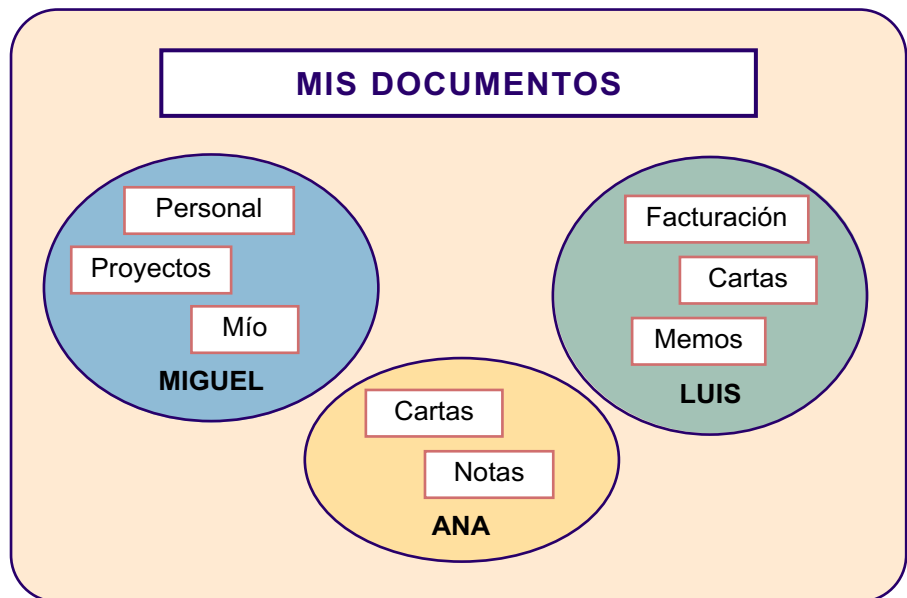 MIS DOCUMENTOS
Personal
Proyectos
Mío
MIGUEL
Facturación
Cartas
Memos
LUIS
Cartas
Notas
ANA